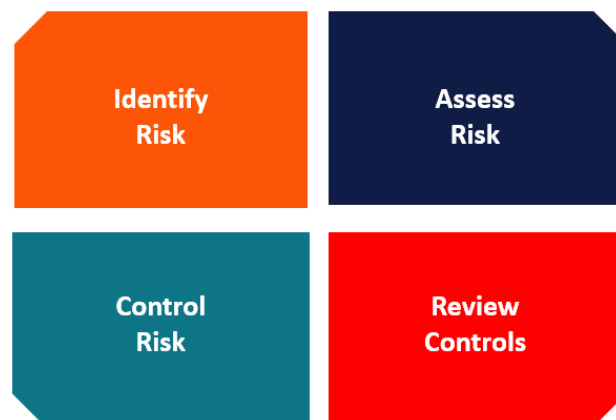 Identify
Risk
Assess
Risk
Control
Risk
Review
Controls